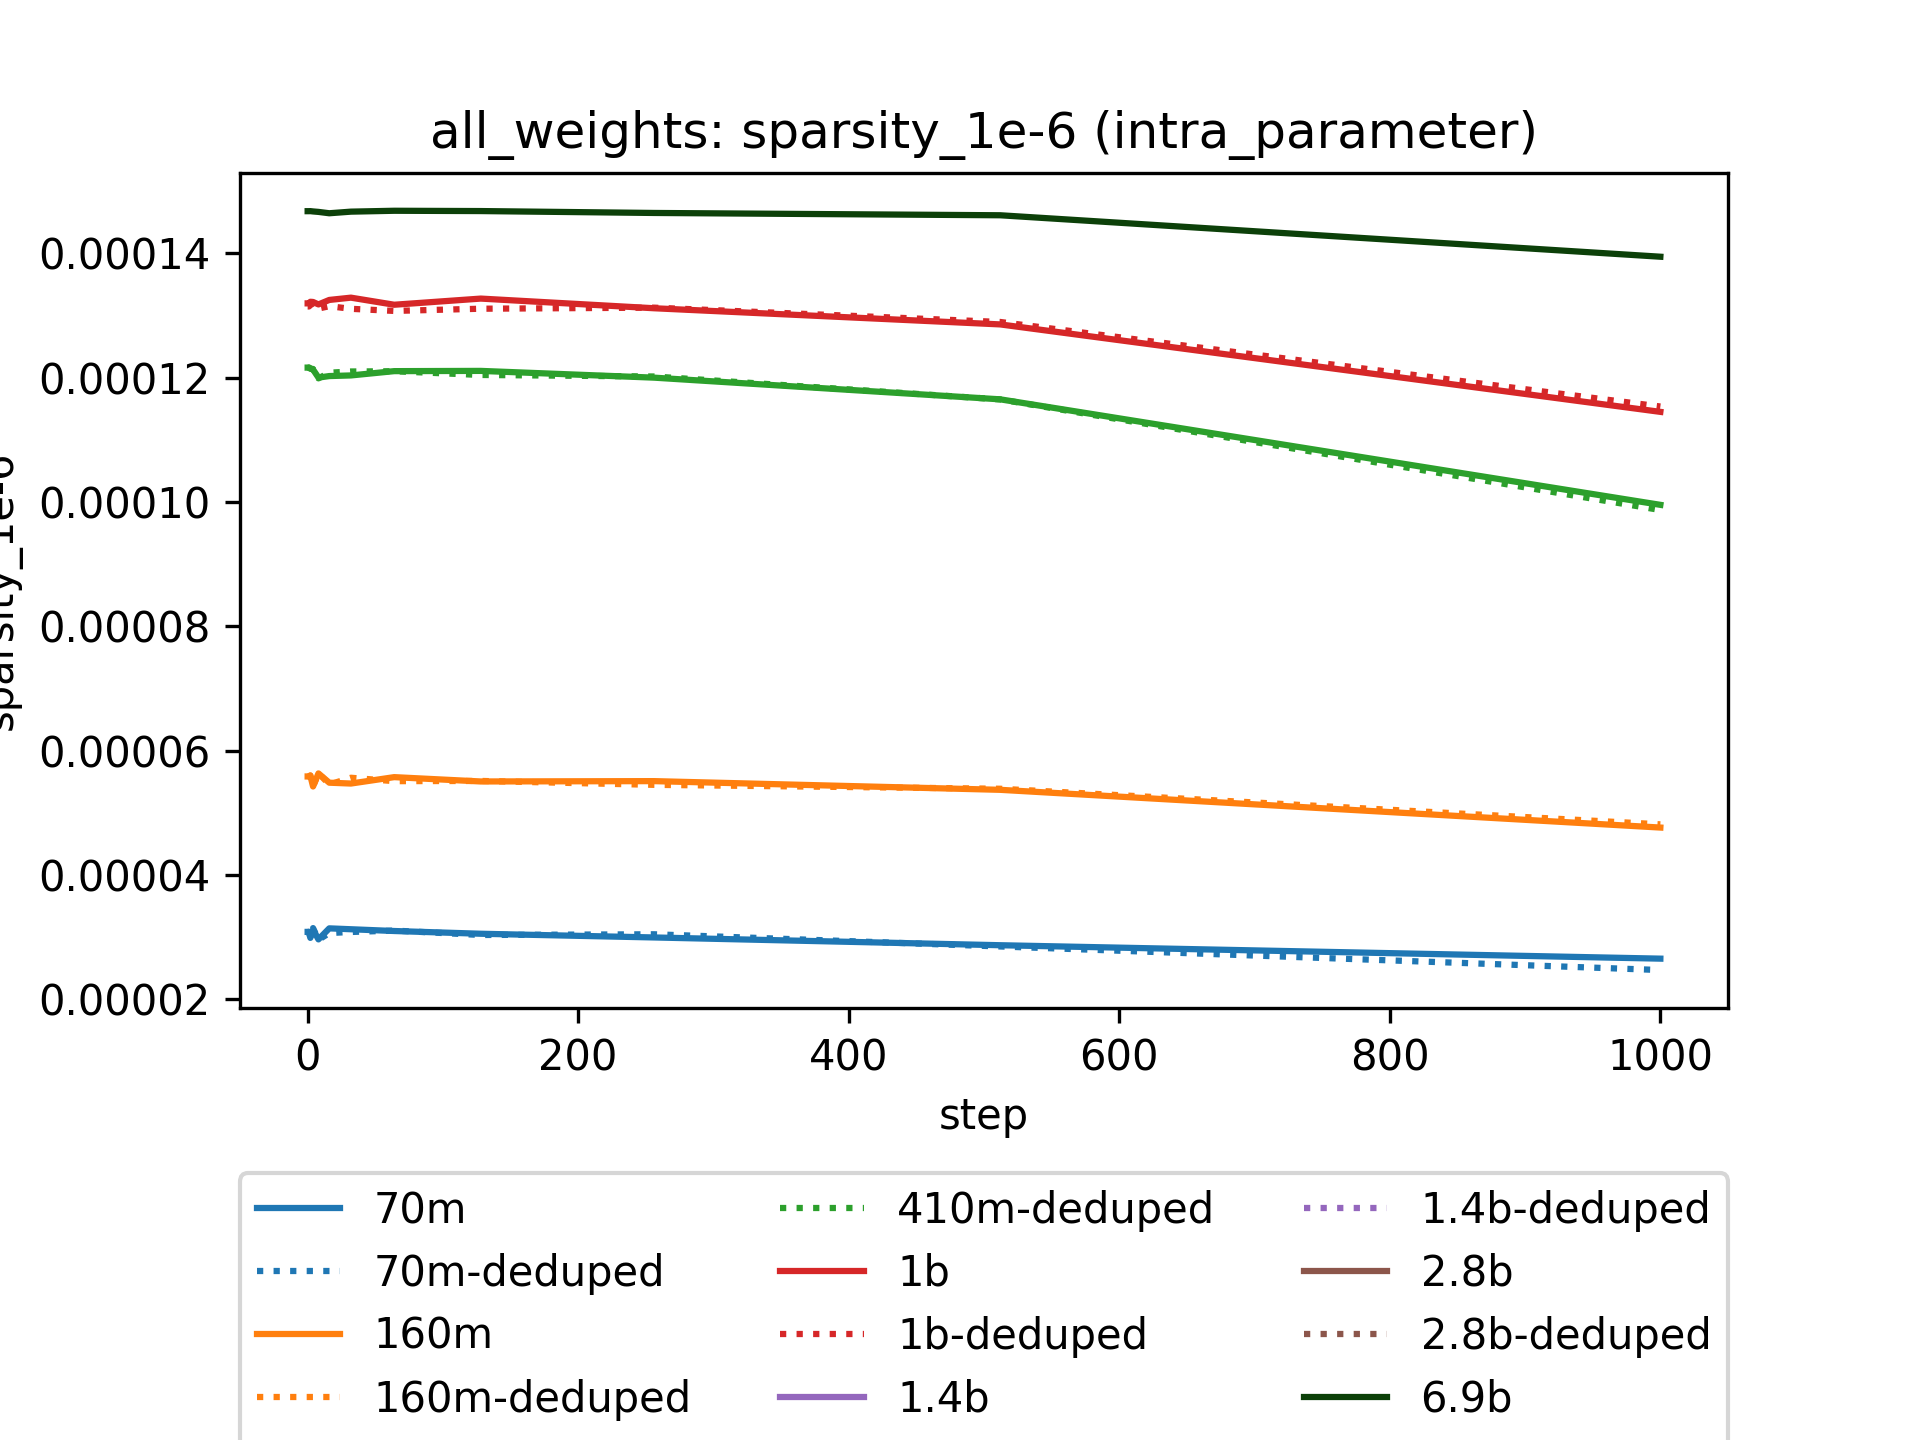 all_weights: sparsity_1e-6 (intra_parameter)
0.00014
0.00012
0.00010
0.00008
0.00006
0.00004
0.00002
sparsity_1e-6
0 200 400 600 800 1000
step
70m
70m-deduped
160m
160m-deduped
410m-deduped
1b
1b-deduped
1.4b
1.4b-deduped
2.8b
2.8b-deduped
6.9b